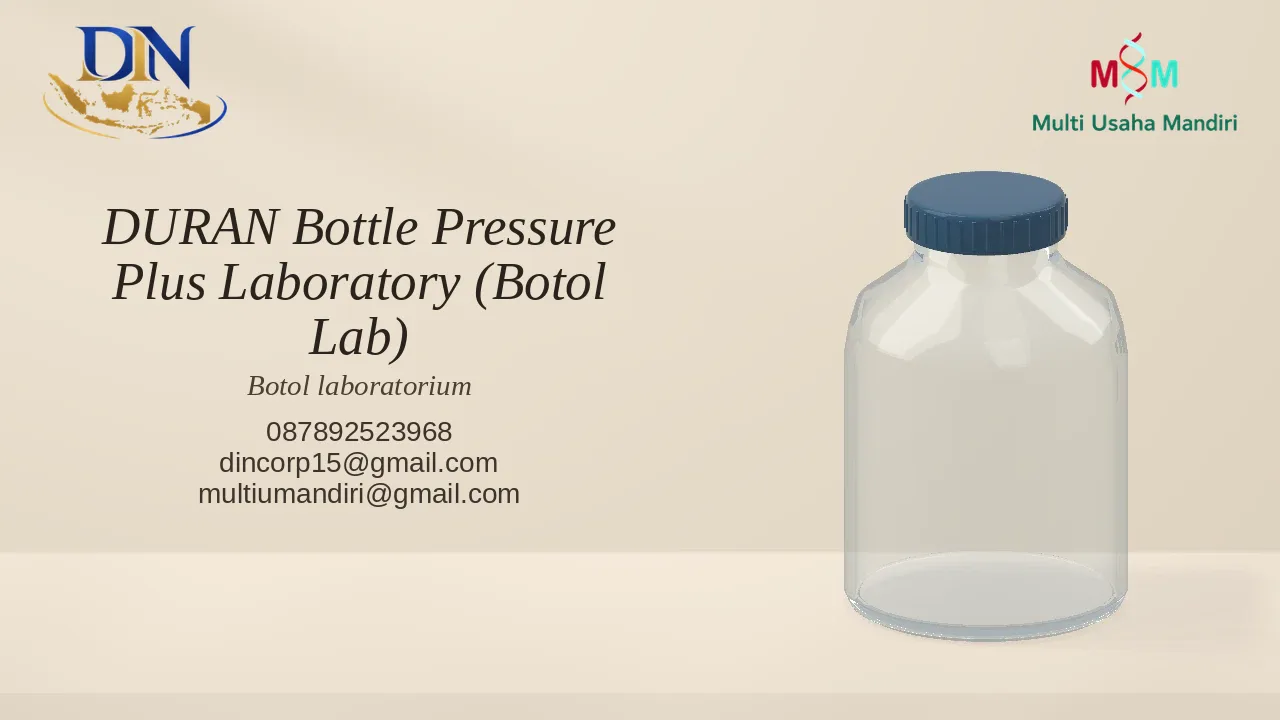 DIN
MSM
Multi Usaha Mandiri
DURAN Bottle Pressure
Plus Laboratory (Botol
Lab)
Botol laboratorium
087892523968
dincorp15@gmail.com
multiumandiri@gmail.com